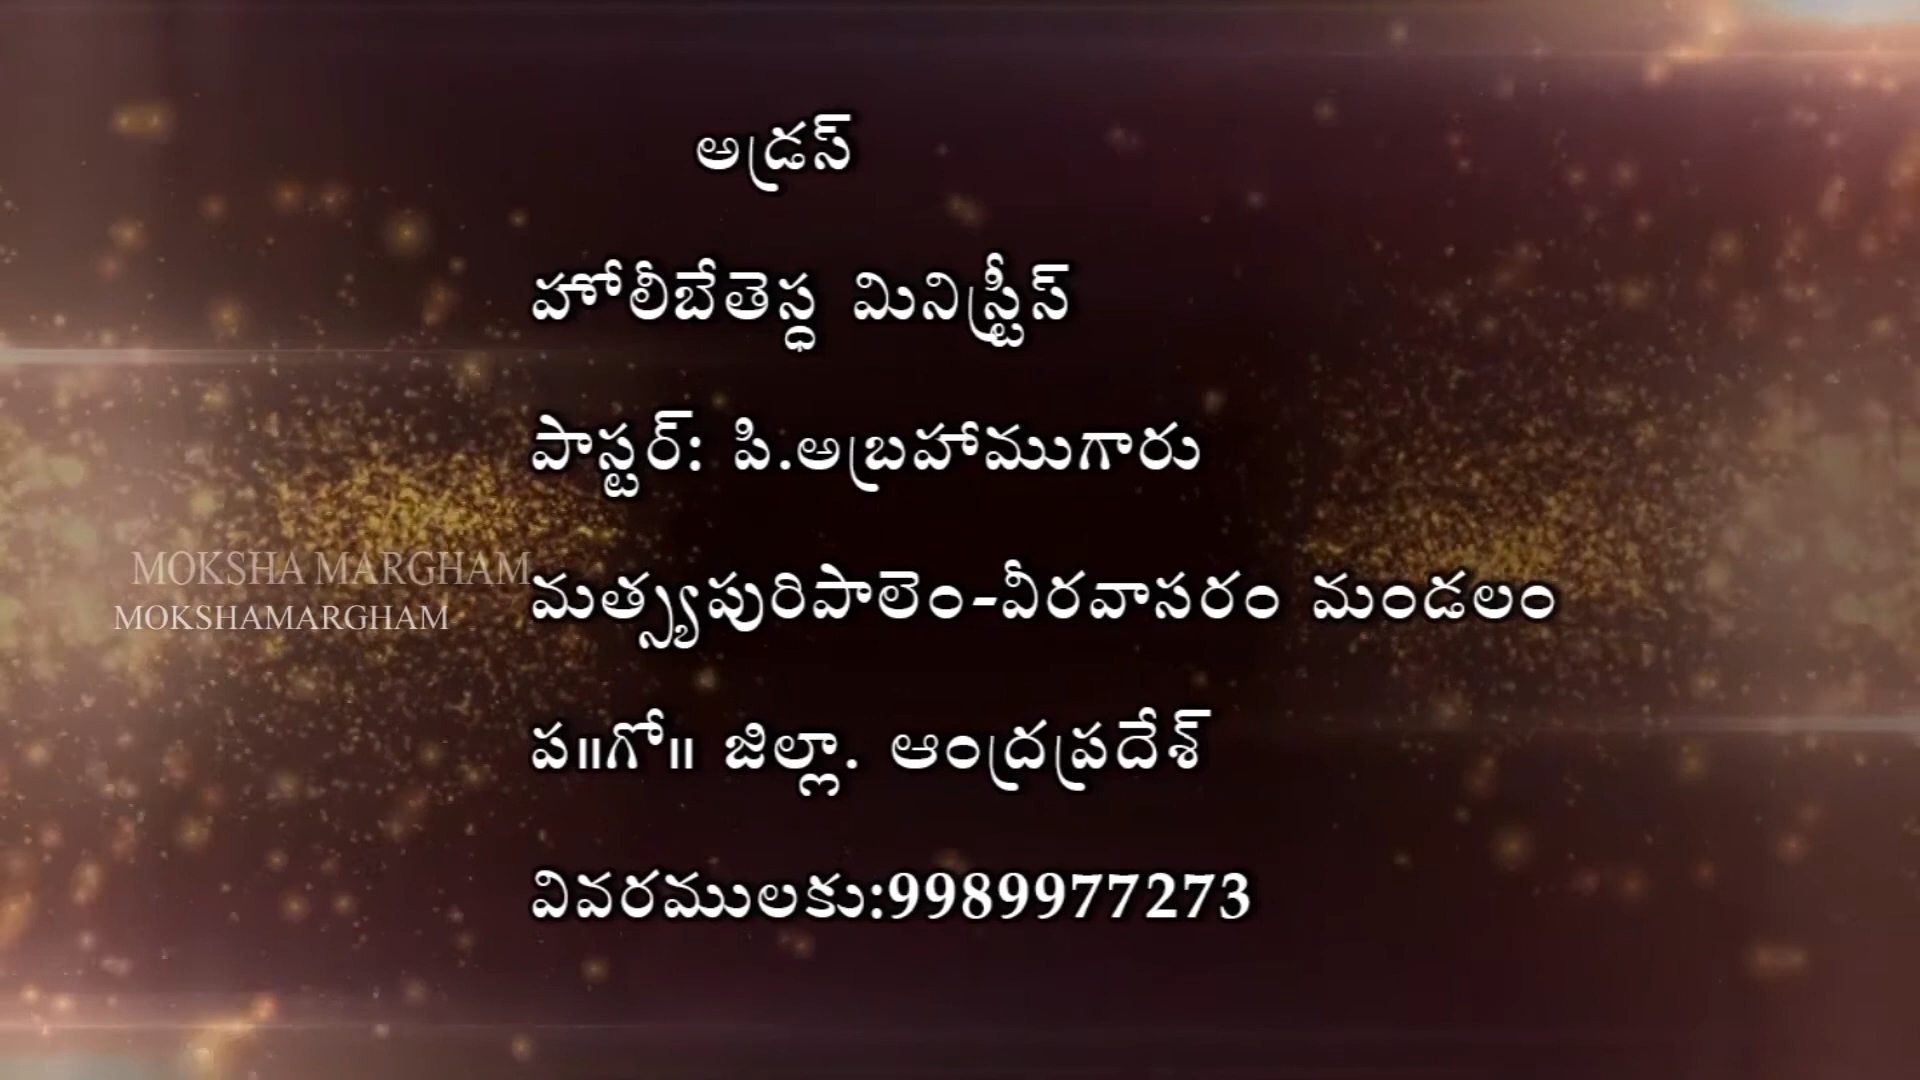 అడ్రస్
హోలీబేతెస్ధ మినిస్ట్రీస్
పాస్టర్: పి.అబ్రహాముగారు
MOKSHA MARGHAM
MOKSHAMARGHAM
మత్స్యపురిపాలెం-వీరవాసరం మండలం
ప॥గో॥ జిల్లా. ఆంద్రప్రదేశ్
వివరములకు:9989977273